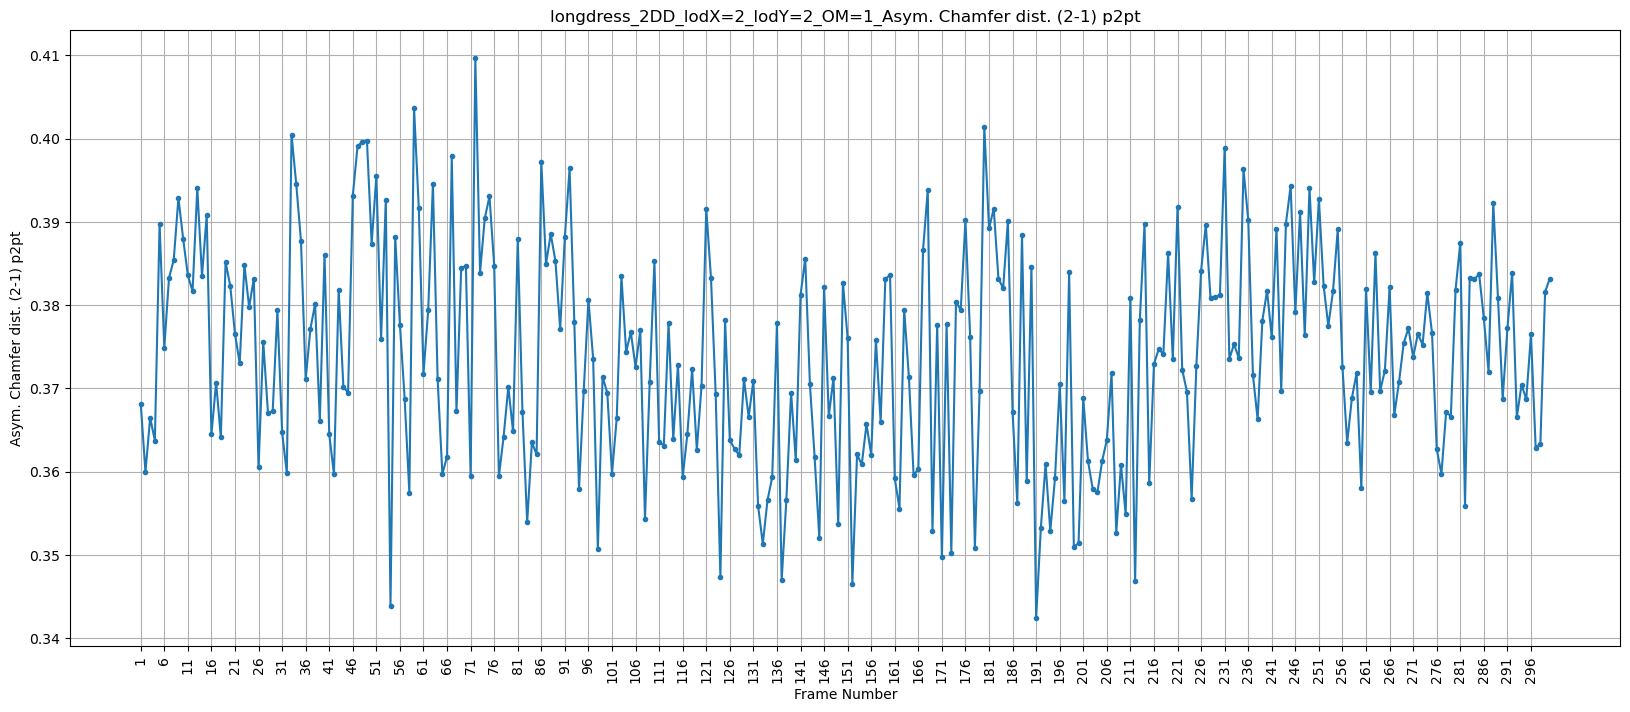 longdress_2DD_lodX=2_lodY=2_OM=1_Asym. Chamfer dist. (2-1) p2pt
Asym. Chamfer dist. (2-1) p2pt
0.41
0.40
0.39
0.38
0.37
0.36
0.35
0.34
1 6 11 16 21 26 31 36 41 46 51 56 61 66 71 76 81 86 91 96 101 106 111 116 121 126 131 136 141 146 151 156 161 166 171 176 181 186 191 196 201 206 211 216 221 226 231 236 241 246 251 256 261 266 271 276 281 286 291 296
Frame Number